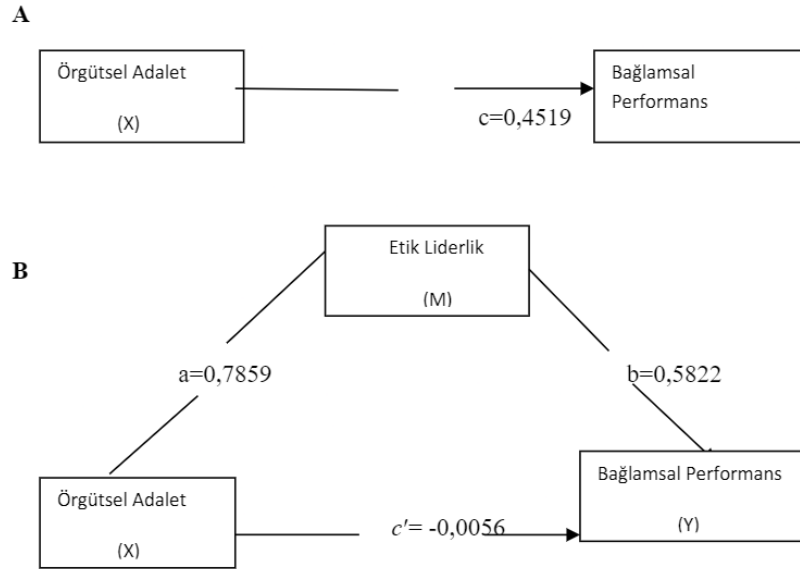 A
Örgütsel Adalet
(X)
Bağlamsal
Performans
c=0,4519
B
Etik Liderlik
(M)
a=0,7859
b=0,5822
Örgütsel Adalet
(X)
c'= -0,0056
Bağlamsal Performans
(Y)